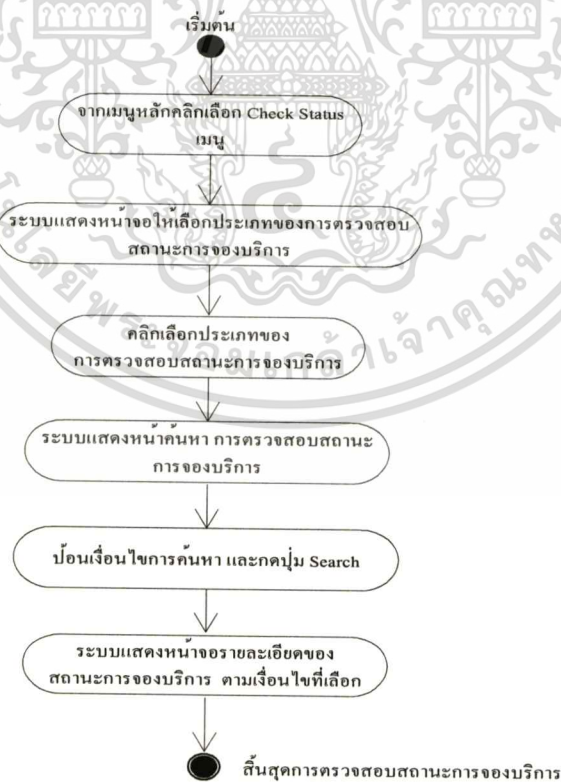 เริ่มต้น
จากเมนูหลักคลิกเลือก Check Status
เมนู
ระบบแสดงหน้าจอให้เลือกประเภทของการตรวจสอบ
สถานะการจองบริการ
คลิกเลือกประเภทของ
การตรวจสอบสถานะการจองบริการ
ระบบแสดงหน้าค้นหา การตรวจสอบสถานะ
การจองบริการ
ป้อนเงื่อนไขการค้นหา และกดปุ่ม Search
ระบบแสดงหน้าจอรายละเอียดของ
สถานะการจองบริการ ตามเงื่อนไขที่เลือก
สิ้นสุดการตรวจสอบสถานะการจองบริการ